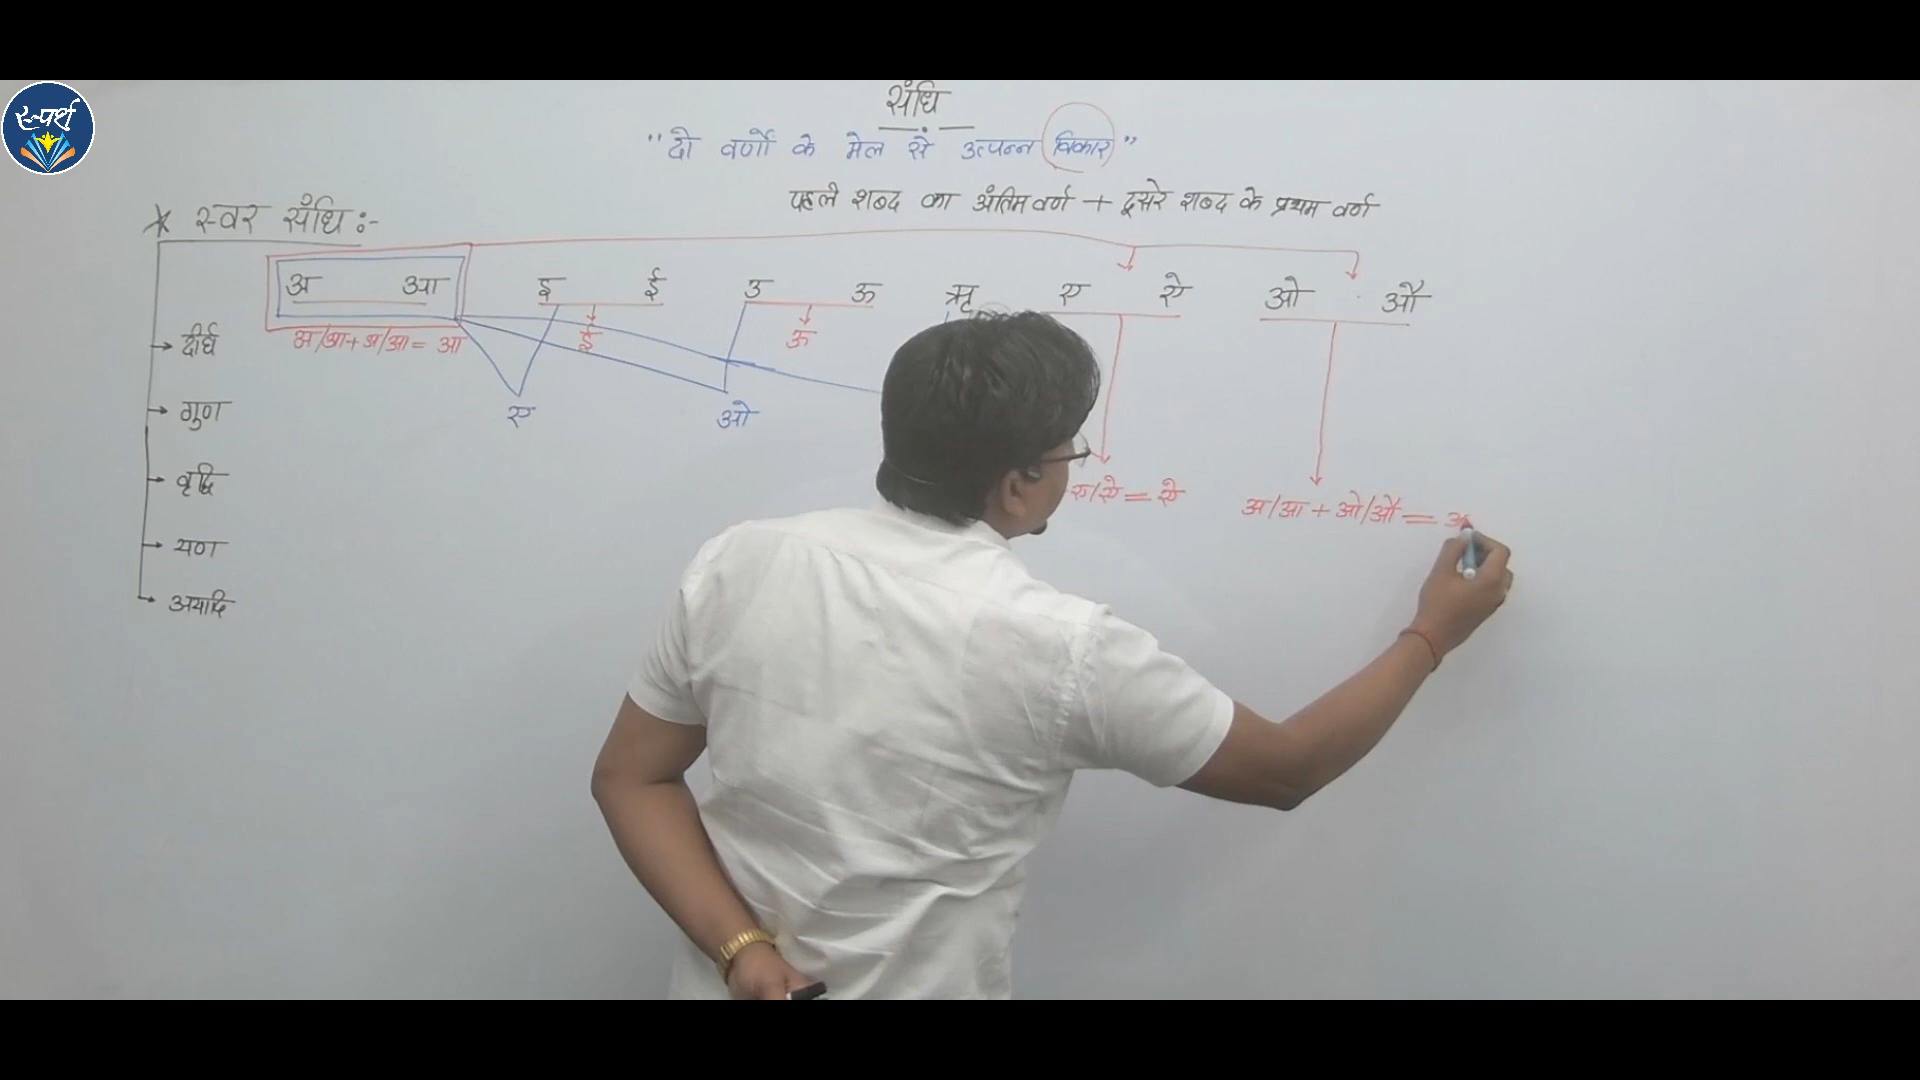 स्पर्श
संधि
"दो वर्णो के मेल से उत्पन्न विकार"
पहले शब्द का अंतिम वर्ण + दूसरे शब्द के प्रथम वर्ण
* स्वर संधि :-
अ आ इ ई उ ऊ ऋ ए ऐ ओ औ
अ/आ + अ/आ = आ ई ऊ
→ दीर्घ
→ गुण ए ओ
→ वृद्धि ए/ऐ = ऐ अ/आ + ओ/औ = अ
→ यण
→ अयादि